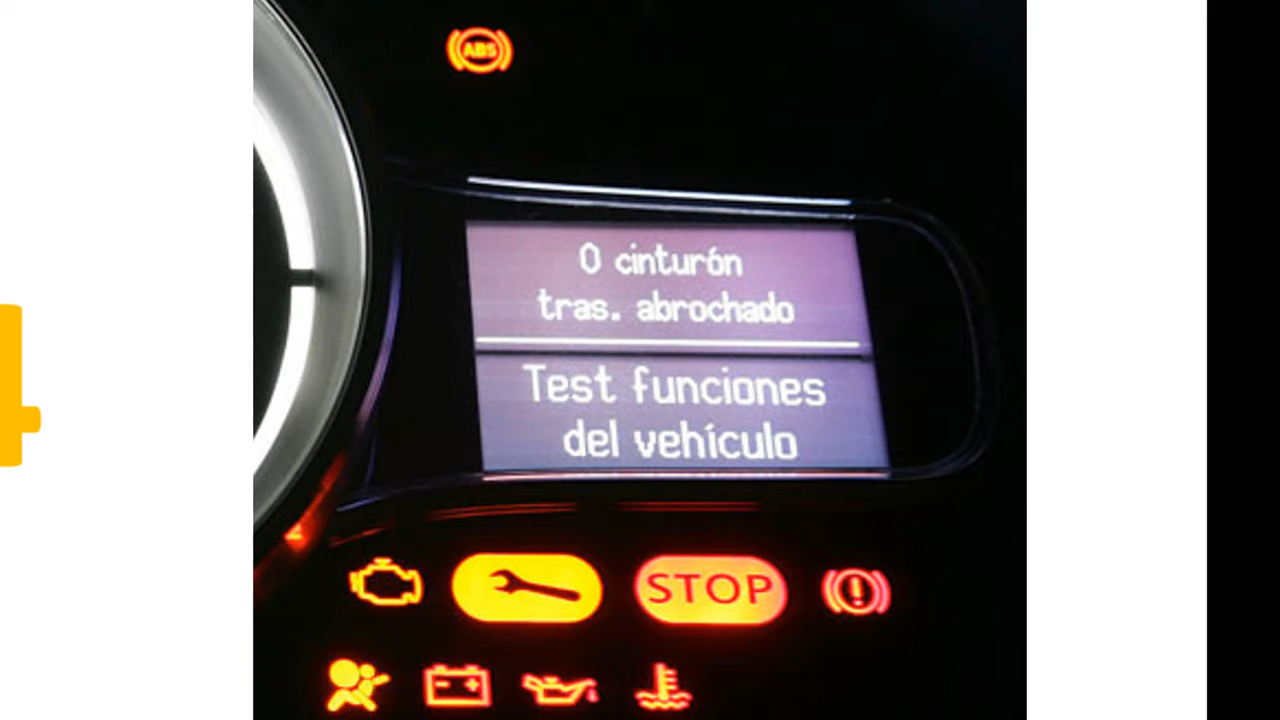 ABS
0 cinturón
tras. abrochado
Test funciones
del vehículo
STOP